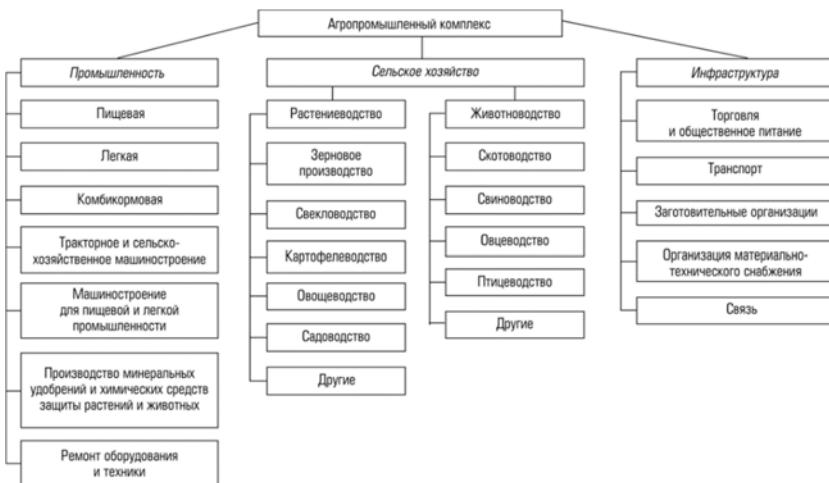 Агропромышленный комплекс
Промышленность
Пищевая
Легкая
Комбикормовая
Тракторное и сельско-
хозяйственное машиностроение
Машиностроение
для пищевой и легкой
промышленности
Производство минеральных
удобрений и химических средств
защиты растений и животных
Ремонт оборудования
и техники
Сельское хозяйство
Растениеводство
Зерновое
производство
Свекловодство
Картофелеводство
Овощеводство
Садоводство
Другие
Животноводство
Скотоводство
Свиноводство
Овцеводство
Птицеводство
Другие
Инфраструктура
Торговля
и общественное питание
Транспорт
Заготовительные организации
Организация материально-
технического снабжения
Связь